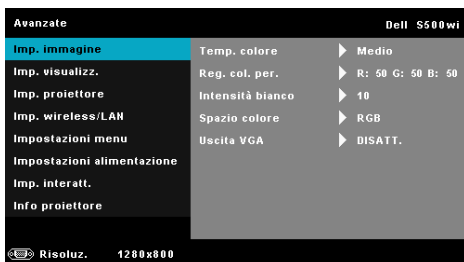 Avanzate Dell S500wi
Imp. immagine Temp. colore Medio
Imp. visualizz. Reg. col. per. R: 50 G: 50 B: 50
Imp. proiettore Intensità bianco 10
Imp. wireless/LAN Spazio colore RGB
Impostazioni menu Uscita VGA DISATT.
Impostazioni alimentazione
Imp. interatt.
Info proiettore
Risoluz. 1280x800